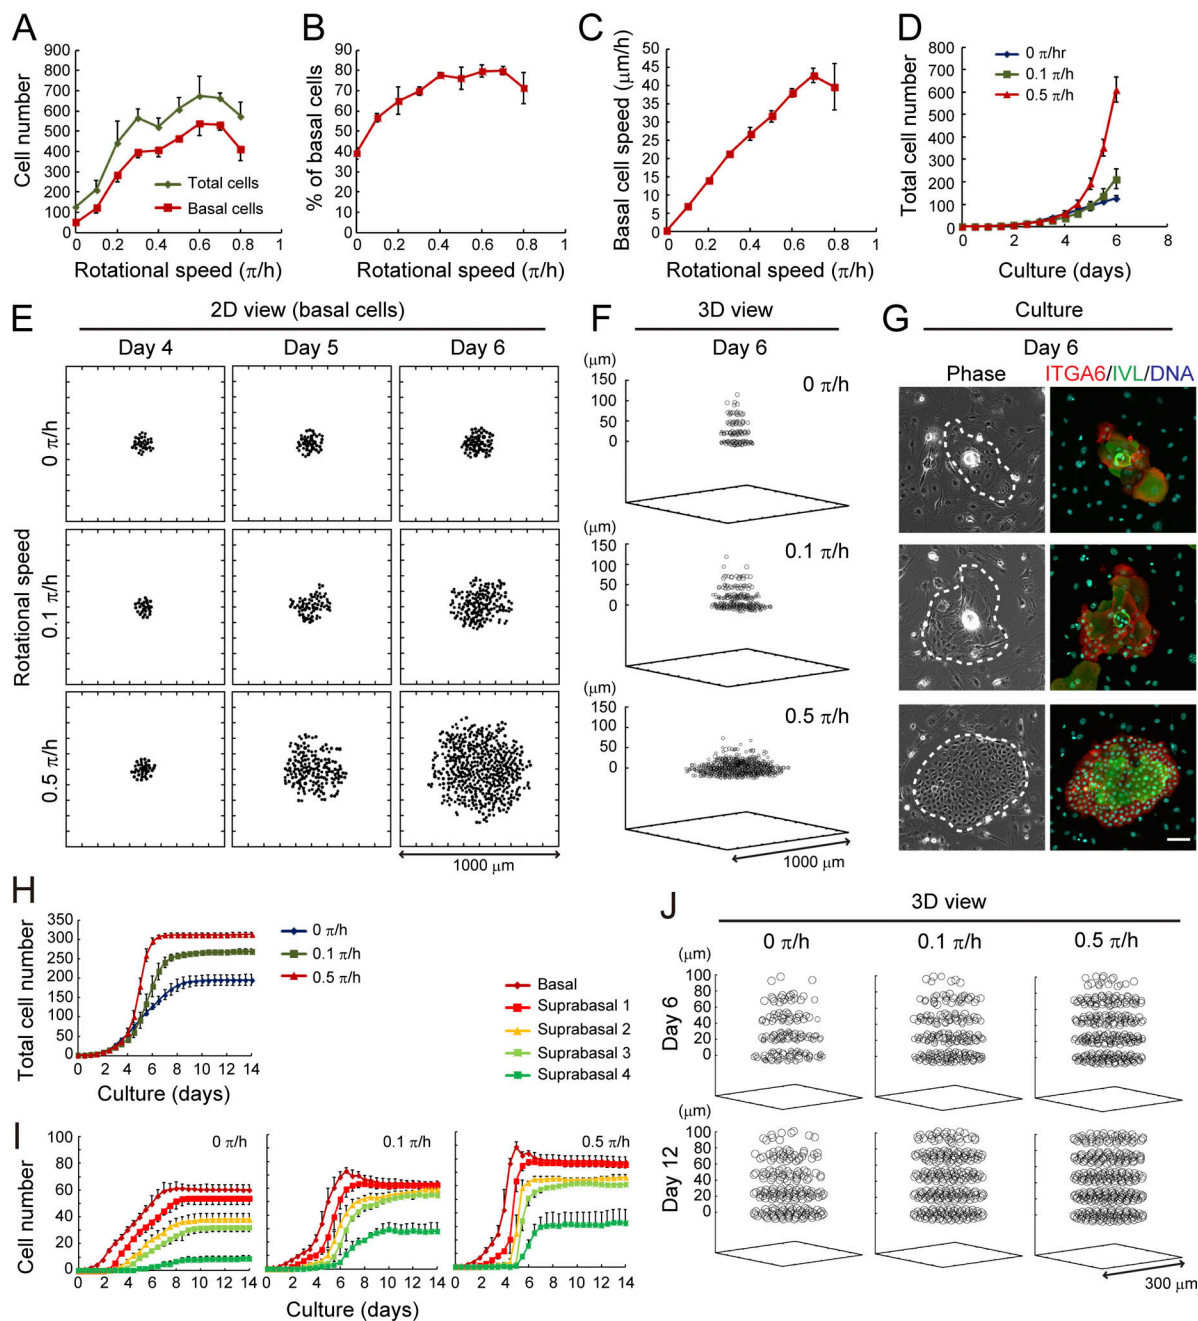 A
Cell number
900
800
700
600
500
400
300
200
100
0
Total cells
Basal cells
0 0.2 0.4 0.6 0.8 1
Rotational speed (π/h)
B
% of basal cells
90
80
70
60
50
40
30
20
10
0
0 0.2 0.4 0.6 0.8 1
Rotational speed (π/h)
C
Basal cell speed (μm/h)
50
45
40
35
30
25
20
15
10
5
0
0 0.2 0.4 0.6 0.8 1
Rotational speed (π/h)
D
Total cell number
800
700
600
500
400
300
200
100
0
0 π/hr
0.1 π/h
0.5 π/h
0 2 4 6 8
Culture (days)
E
2D view (basal cells)
Day 4 Day 5 Day 6
Rotational speed
0 π/h
0.1 π/h
0.5 π/h
1000 μm
F
3D view
Day 6
(μm)
150
100
50
0
0 π/h
(μm)
150
100
50
0
0.1 π/h
(μm)
150
100
50
0
0.5 π/h
1000 μm
G
Culture
Day 6
Phase ITGA6/IVL/DNA
H
Total cell number
350
300
250
200
150
100
50
0
0 π/h
0.1 π/h
0.5 π/h
0 2 4 6 8 10 12 14
Culture (days)
Basal
Suprabasal 1
Suprabasal 2
Suprabasal 3
Suprabasal 4
I
Cell number
100
80
60
40
20
0
0 π/h
0.1 π/h
0.5 π/h
0 2 4 6 8 10 12 14
0 2 4 6 8 10 12 14
0 2 4 6 8 10 12 14
Culture (days)
J
3D view
0 π/h 0.1 π/h 0.5 π/h
(μm)
Day 6
100
80
60
40
20
0
(μm)
Day 12
100
80
60
40
20
0
300 μm